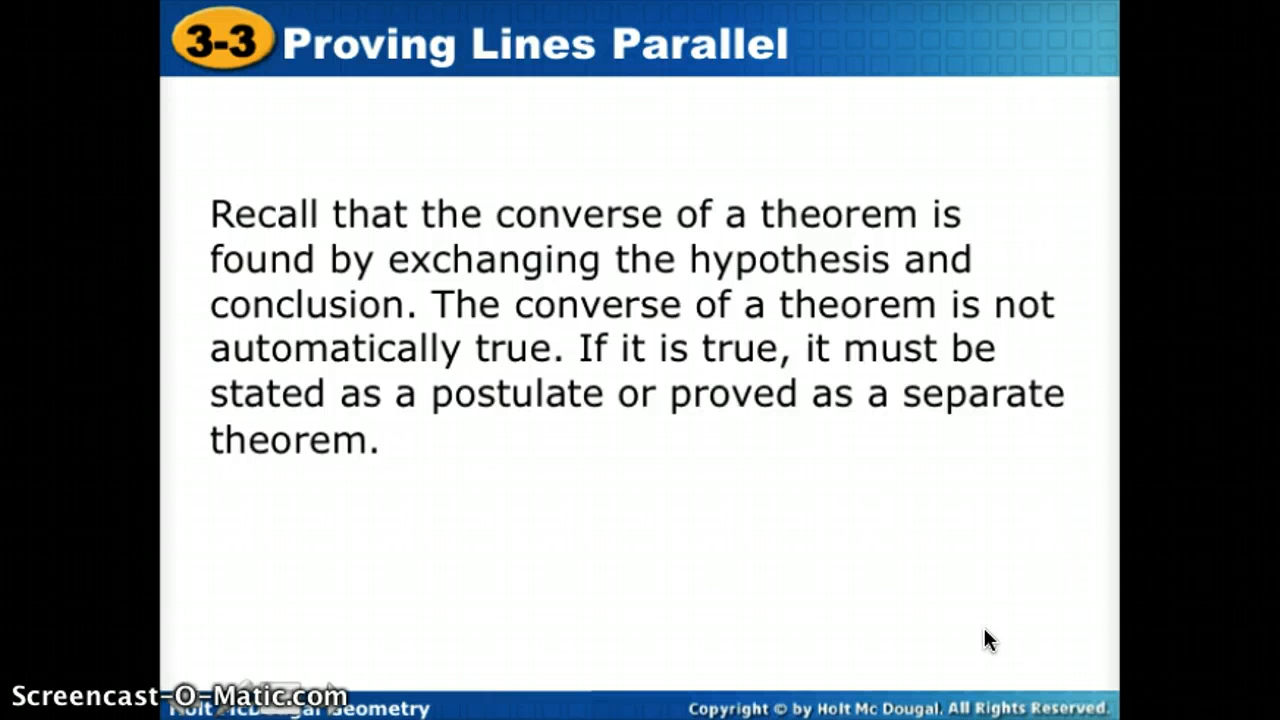 3-3 Proving Lines Parallel
Recall that the converse of a theorem is
found by exchanging the hypothesis and
conclusion. The converse of a theorem is not
automatically true. If it is true, it must be
stated as a postulate or proved as a separate
theorem.
Screencast-O-Matic.com
Holt McDougal Geometry
Copyright © by Holt Mc Dougal. All Rights Reserved.